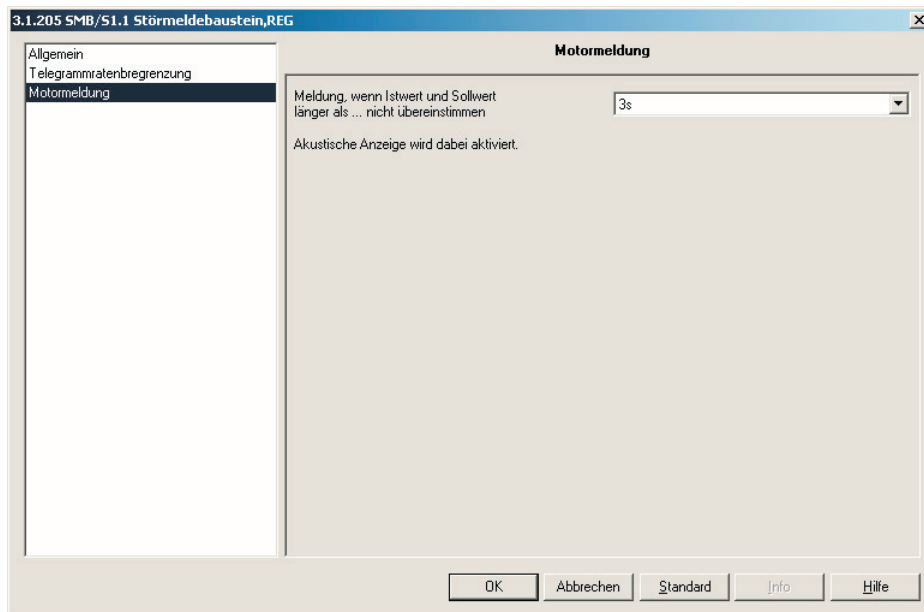 3.1.205 SMB/S1.1 Störmeldebaustein,REG
Allgemein
Telegrammratenbegrenzung
Motormeldung
Motormeldung
Meldung, wenn Istwert und Sollwert
länger als ... nicht übereinstimmen
3s
Akustische Anzeige wird dabei aktiviert.
OK
Abbrechen
Standard
Info
Hilfe